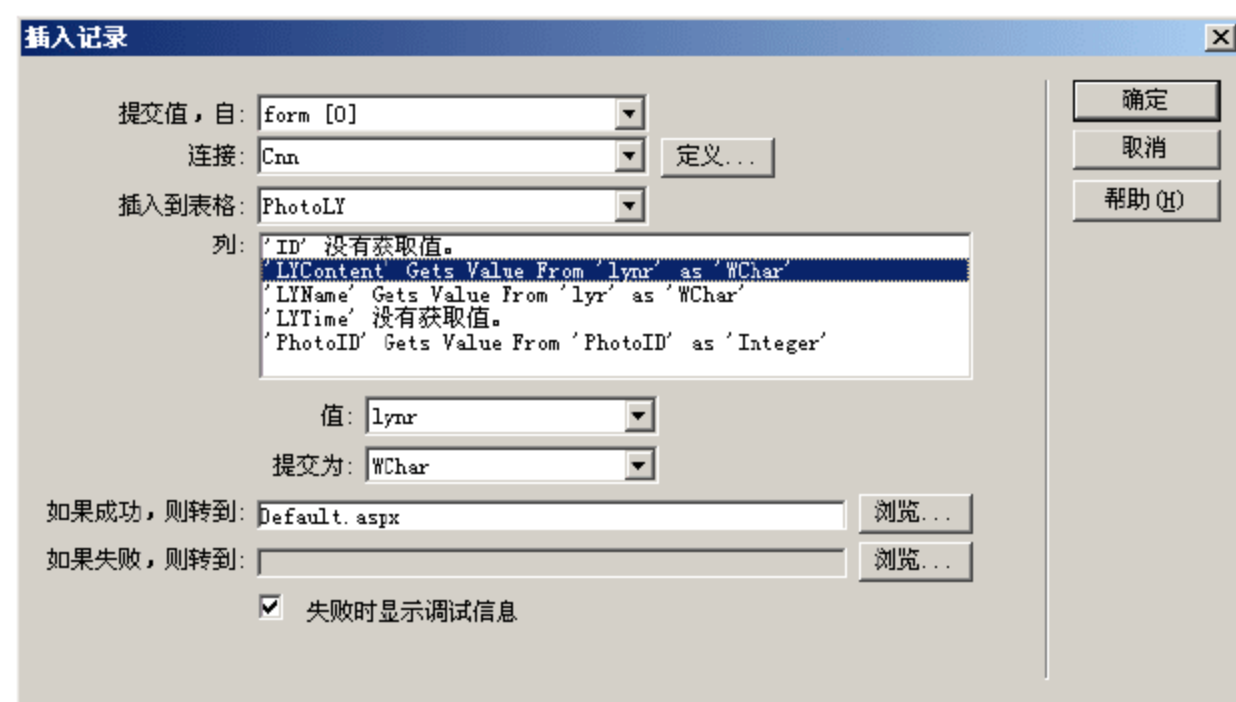 插入记录
提交值，自: form [0]
确定
连接: Cnn 定义...
取消
插入到表格: PhotoLY
帮助(H)
列: 'ID' 没有获取值。
'LYContent' Gets Value From 'lynr' as 'WChar'
'LYName' Gets Value From 'lyr' as 'WChar'
'LYTime' 没有获取值。
'PhotoID' Gets Value From 'PhotoID' as 'Integer'
值: lynr
提交为: WChar
如果成功，则转到: Default.aspx 浏览...
如果失败，则转到: 浏览...
失败时显示调试信息